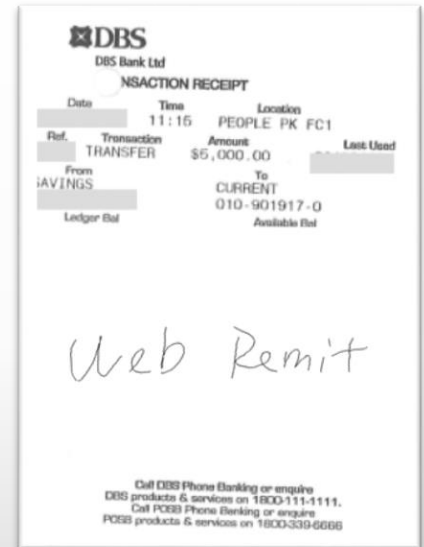 DBS
DBS Bank Ltd
NSACTION RECEIPT
Date Time Location
11:15 PEOPLE PK FC1
Ref. Transaction Amount Last Used
TRANSFER $5,000.00
From To
SAVINGS CURRENT
010-901917-0
Ledger Bal Available Bal
Web Remit
Call DBS Phone Banking or enquire
DBS products & services on 1800-111-1111.
Call POSB Phone Banking or enquire
POSB products & services on 1800-339-6666